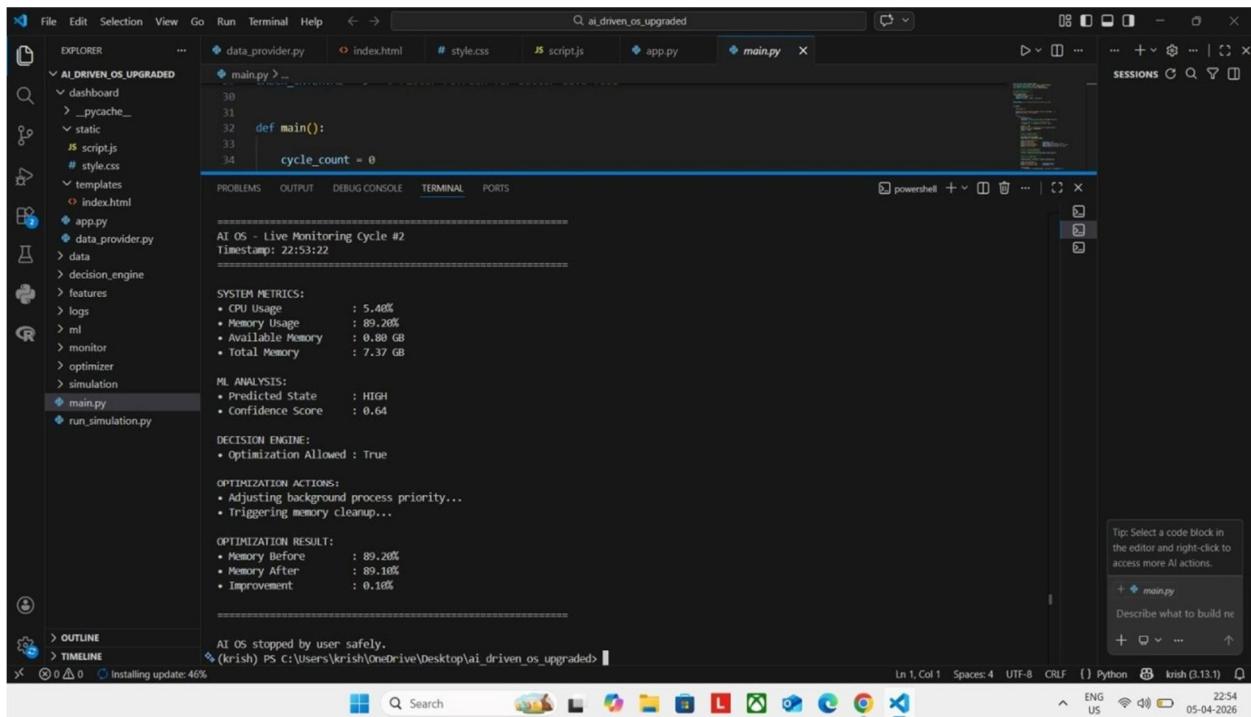 File Edit Selection View Go Run Terminal Help
ai_driven_os_upgraded
EXPLORER
AI_DRIVEN_OS_UPGRADED
dashboard
__pycache__
static
JS script.js
# style.css
templates
<> index.html
app.py
data_provider.py
data
decision_engine
features
logs
ml
monitor
optimizer
simulation
main.py
run_simulation.py
OUTLINE
TIMELINE
data_provider.py <> index.html # style.css JS script.js app.py main.py
main.py > ...
30
31
32 def main():
33
34 cycle_count = 0
PROBLEMS OUTPUT DEBUG CONSOLE TERMINAL PORTS
powershell
AI OS - Live Monitoring Cycle #2
Timestamp: 22:53:22
SYSTEM METRICS:
• CPU Usage : 5.40%
• Memory Usage : 89.20%
• Available Memory : 0.80 GB
• Total Memory : 7.37 GB
ML ANALYSIS:
• Predicted State : HIGH
• Confidence Score : 0.64
DECISION ENGINE:
• Optimization Allowed : True
OPTIMIZATION ACTIONS:
• Adjusting background process priority...
• Triggering memory cleanup...
OPTIMIZATION RESULT:
• Memory Before : 89.20%
• Memory After : 89.10%
• Improvement : 0.10%
AI OS stopped by user safely.
(krish) PS C:\Users\krish\OneDrive\Desktop\ai_driven_os_upgraded>
SESSIONS
Tip: Select a code block in
the editor and right-click to
access more AI actions.
main.py
Describe what to build ne
0 0 Installing update: 46%
Ln 1, Col 1 Spaces: 4 UTF-8 CRLF {} Python krish (3.13.1)
Search
ENG
US
22:54
05-04-2026